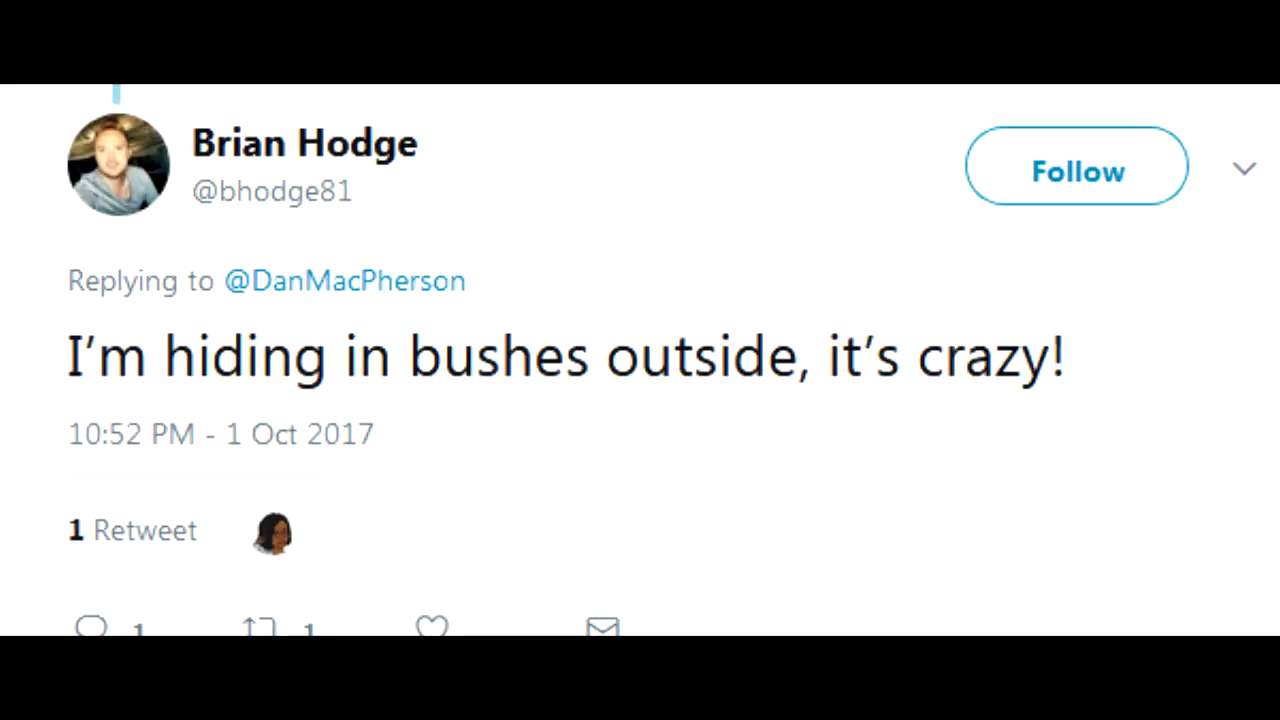 Brian Hodge
@bhodge81
Follow
Replying to @DanMacPherson
I’m hiding in bushes outside, it’s crazy!
10:52 PM - 1 Oct 2017
1 Retweet
1 1